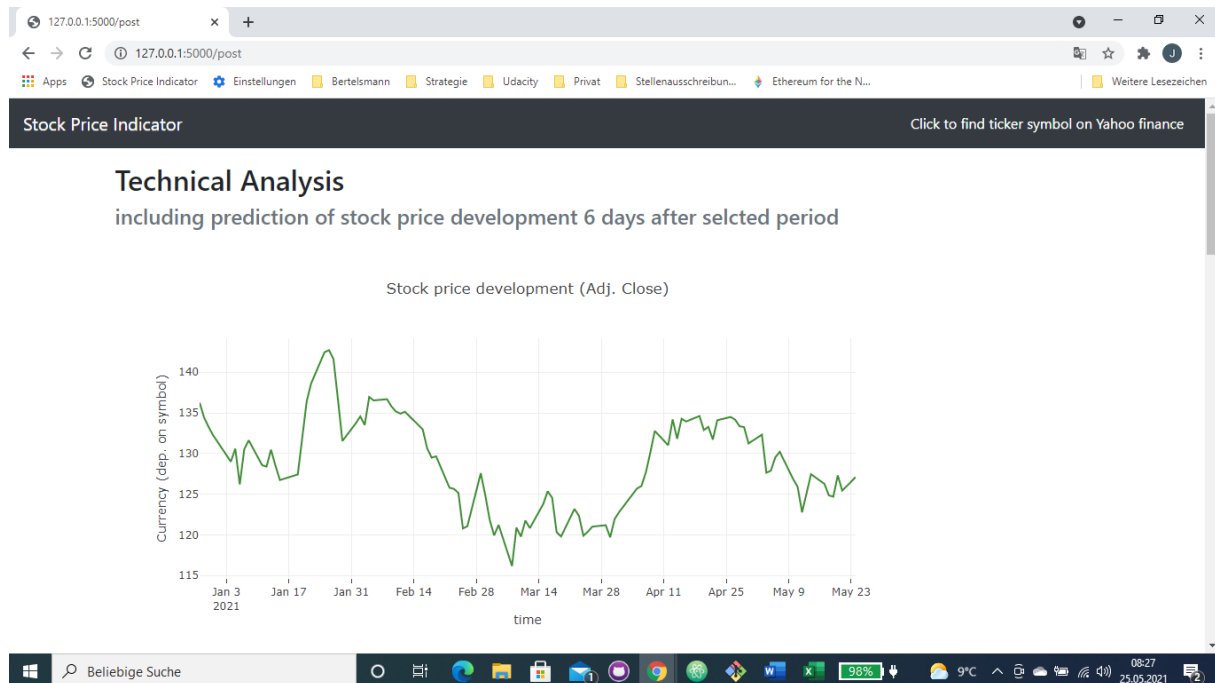 127.0.0.1:5000/post
127.0.0.1:5000/post
J
Apps Stock Price Indicator Einstellungen Bertelsmann Strategie Udacity Privat Stellenausschreibun... Ethereum for the N... Weitere Lesezeichen
Stock Price Indicator Click to find ticker symbol on Yahoo finance
Technical Analysis
including prediction of stock price development 6 days after selcted period
Stock price development (Adj. Close)
Currency (dep. on symbol)
140
135
130
125
120
115
Jan 3 Jan 17 Jan 31 Feb 14 Feb 28 Mar 14 Mar 28 Apr 11 Apr 25 May 9 May 23
2021
time
Beliebige Suche 98% 9°C 08:27
25.05.2021